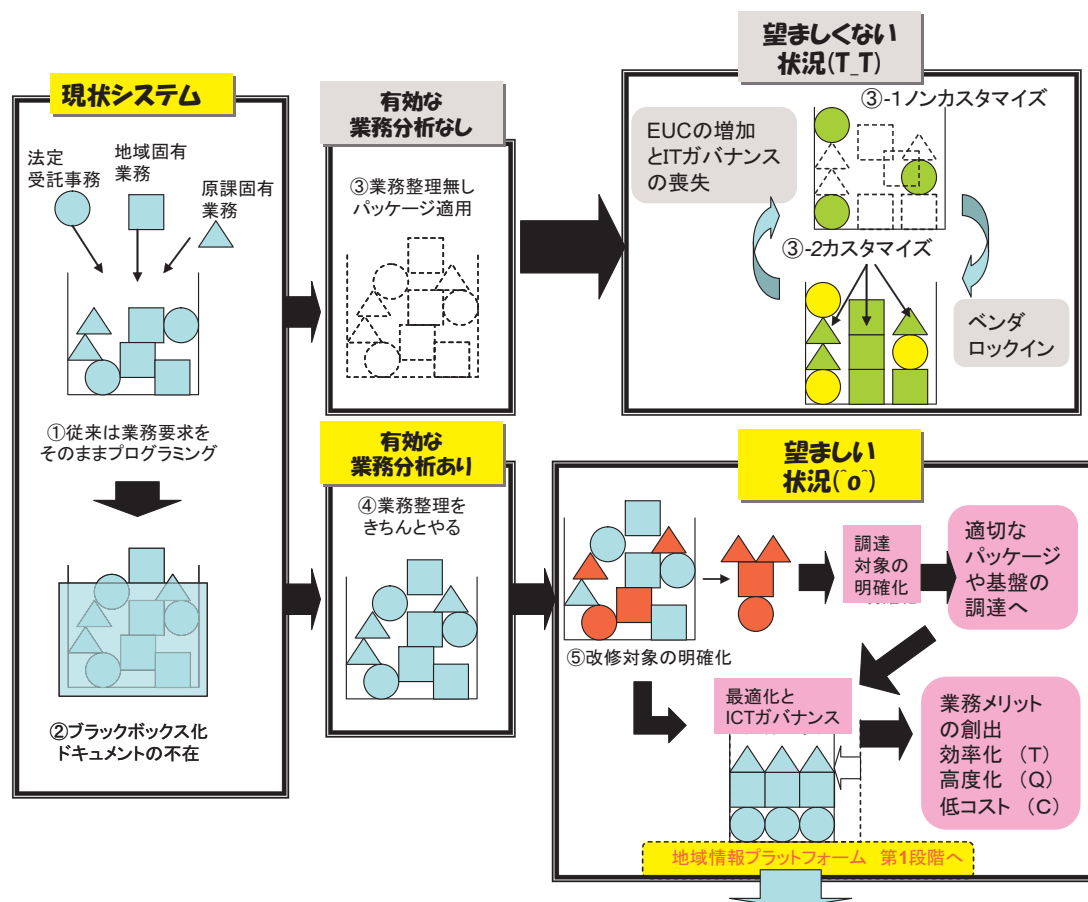 現状システム
法定
受託事務
地域固有
業務
原課固有
業務
①従来は業務要求を
そのままプログラミング
②ブラックボックス化
ドキュメントの不在
有効な
業務分析なし
③業務整理無し
パッケージ適用
望ましくない
状況(T_T)
③-1ノンカスタマイズ
EUCの増加
とITガバナンス
の喪失
③-2カスタマイズ
ベンダ
ロックイン
有効な
業務分析あり
④業務整理を
きちんとやる
望ましい
状況(^o^)
⑤改修対象の明確化
調達
対象の
明確化
適切な
パッケージ
や基盤の
調達へ
最適化と
ICTガバナンス
業務メリット
の創出
効率化 （T）
高度化 （Q）
低コスト （C）
地域情報プラットフォーム 第1段階へ